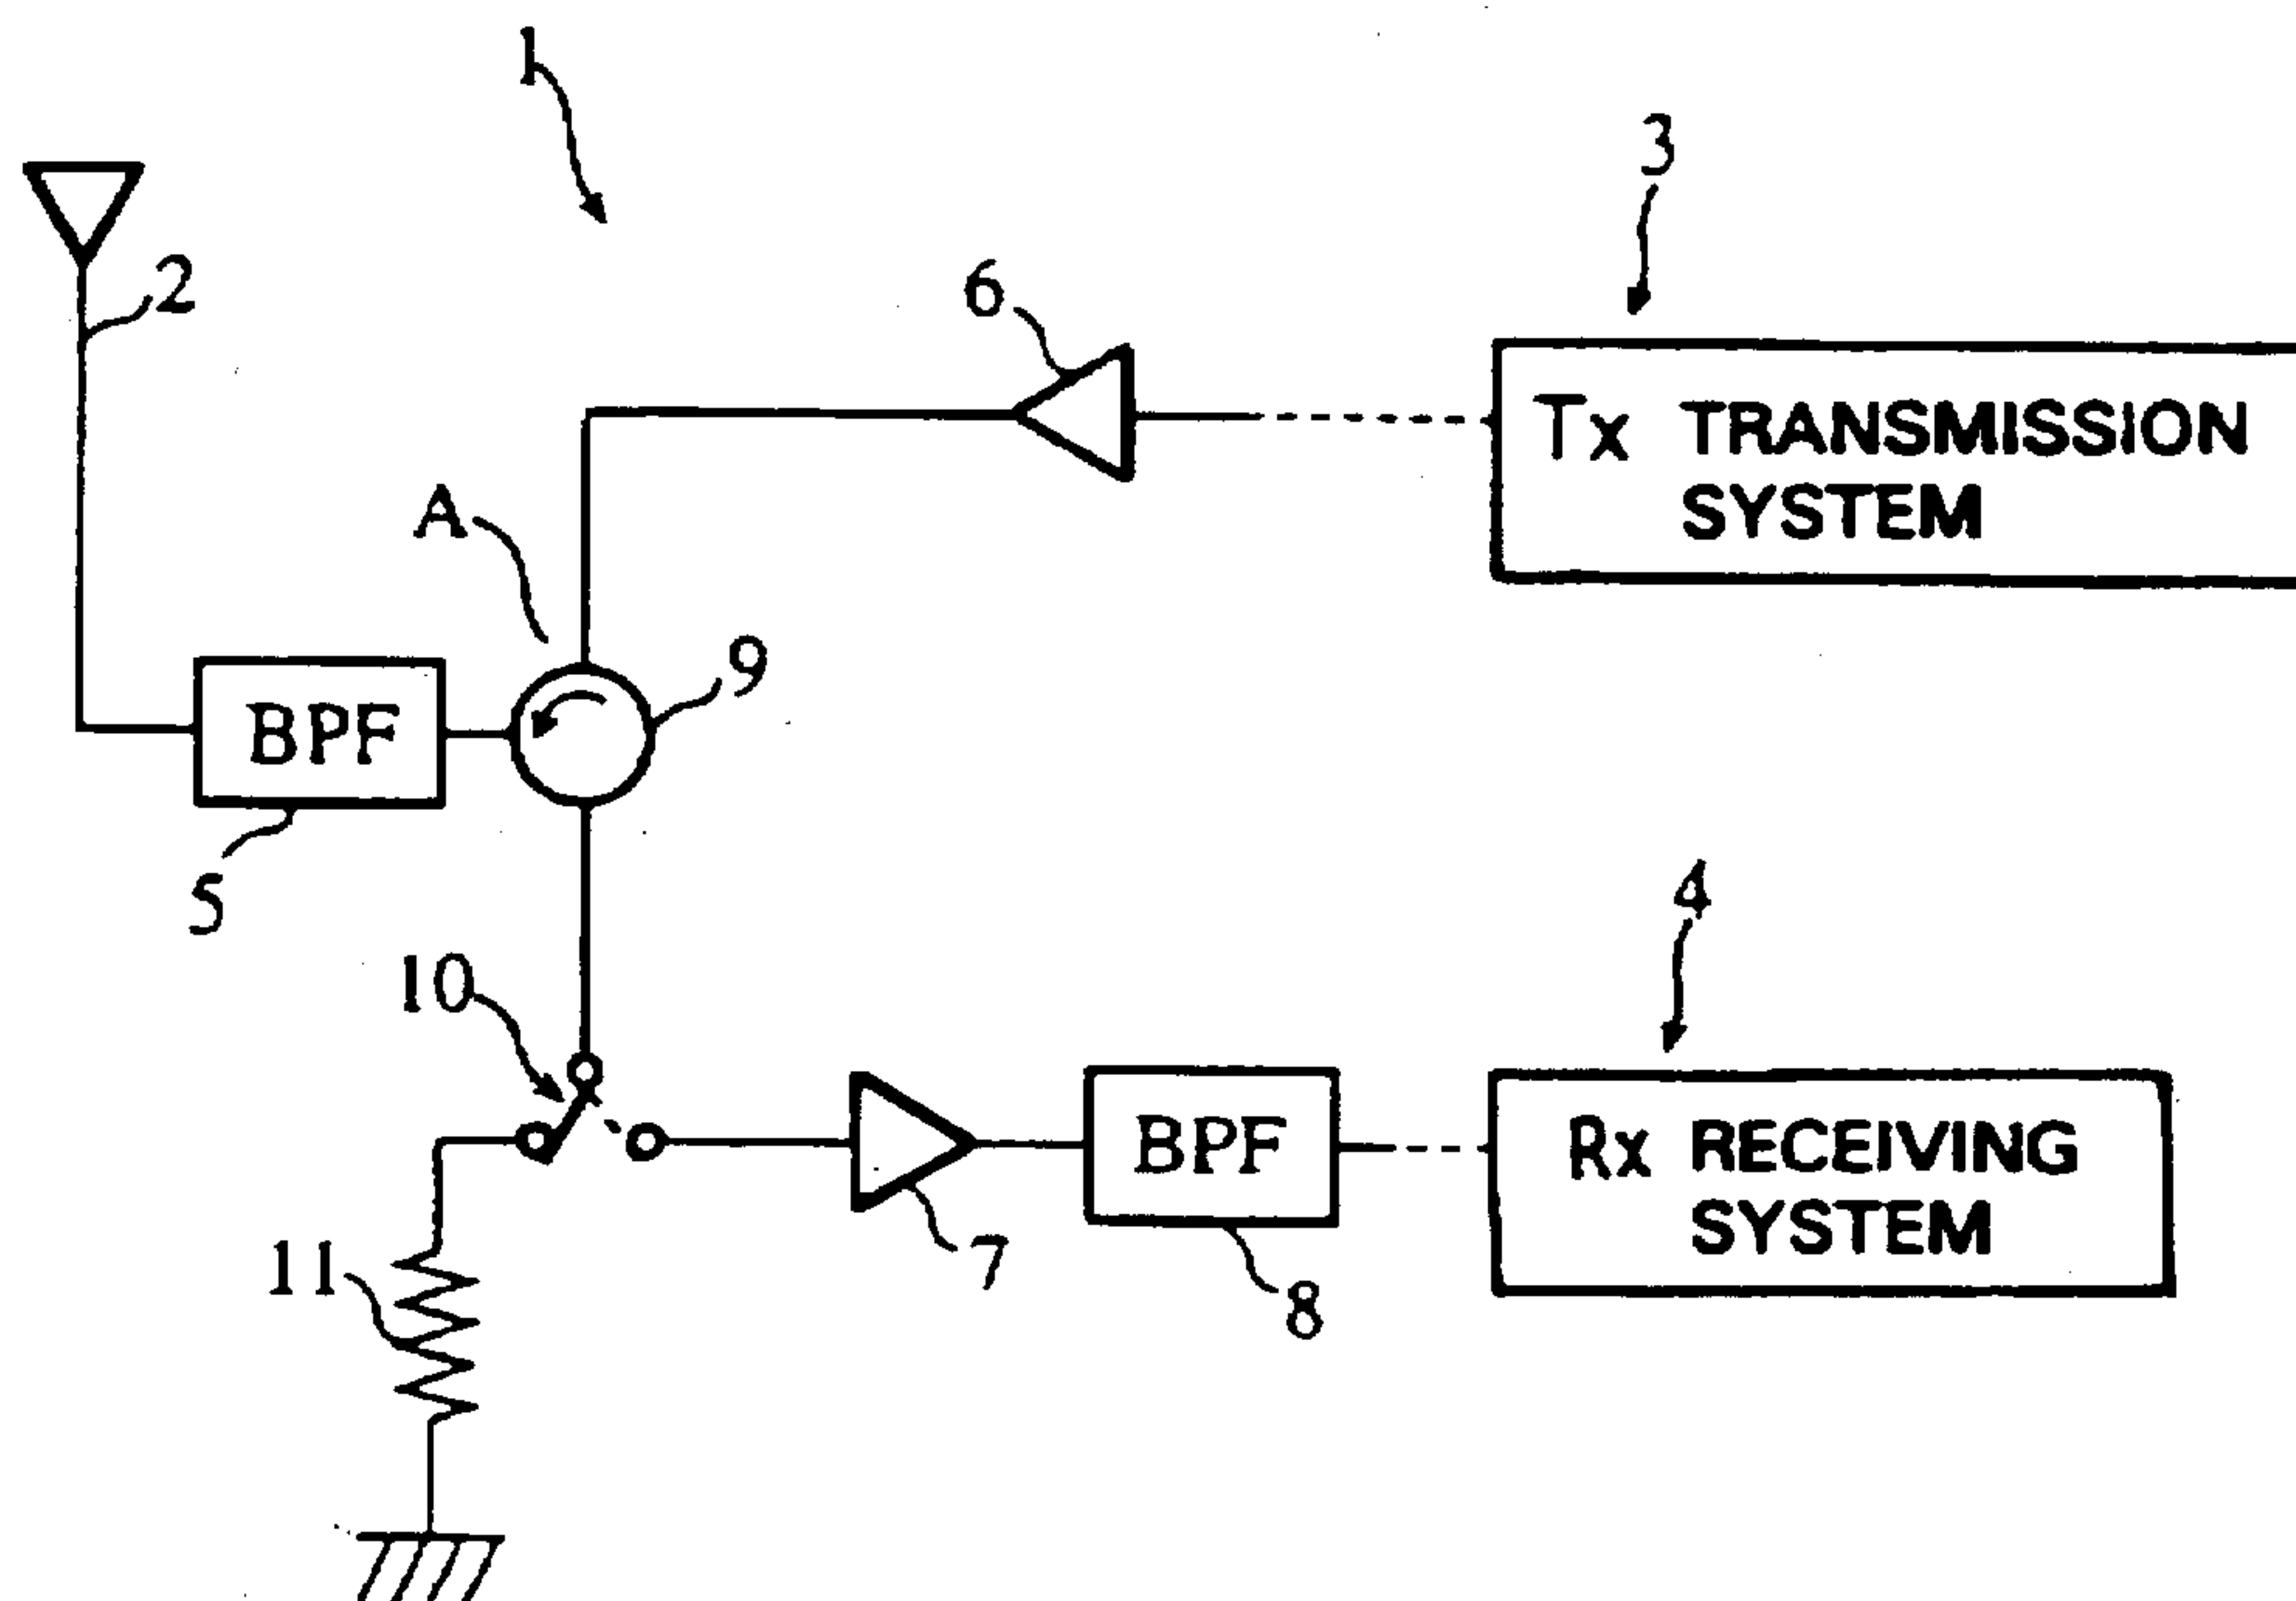 1
3
2
6
Tx TRANSMISSION
SYSTEM
A
9
BPF
5
4
10
BPF
Rx RECEIVING
SYSTEM
11
7
8